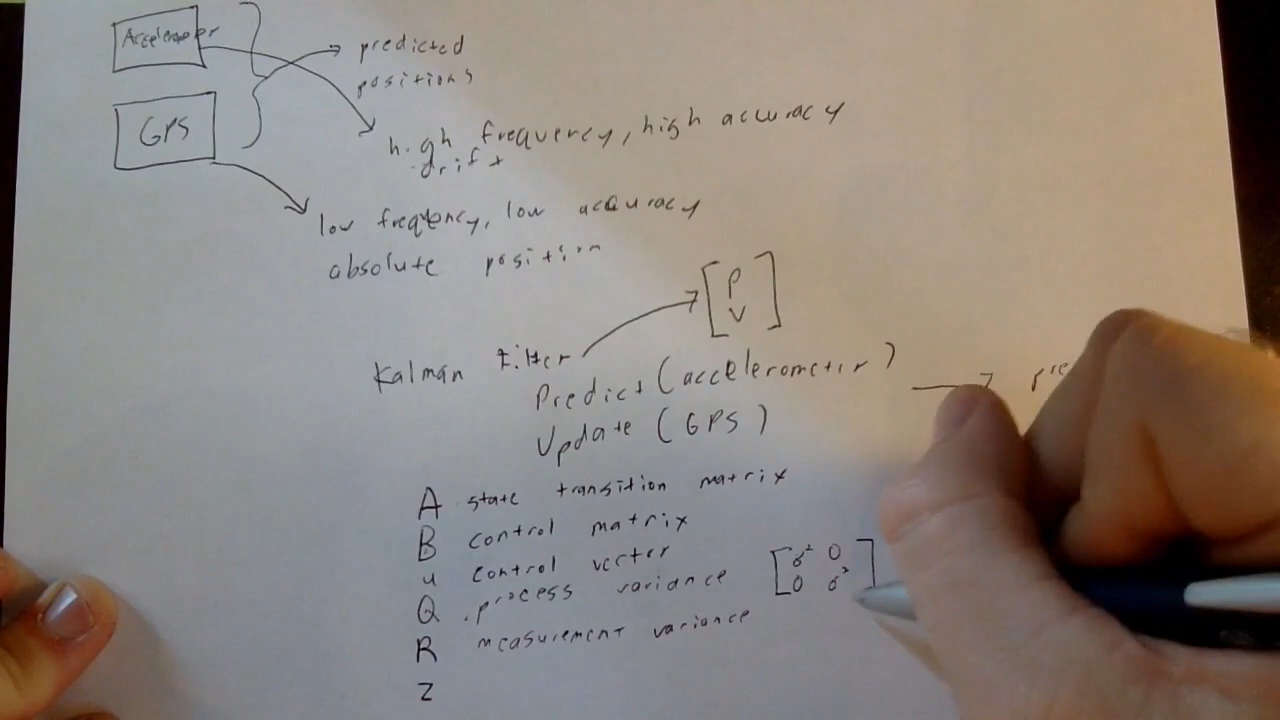 Accelerometer
GPS
predicted
positions
high frequency, high accuracy
drift
low frequency, low accuracy
absolute position
[P
V]
Kalman Filter
Predict (accelerometer) → pre
Update (GPS)
A state transition matrix
B control matrix
u control vector
Q process variance [σ² 0
0 σ²]
R measurement variance
z